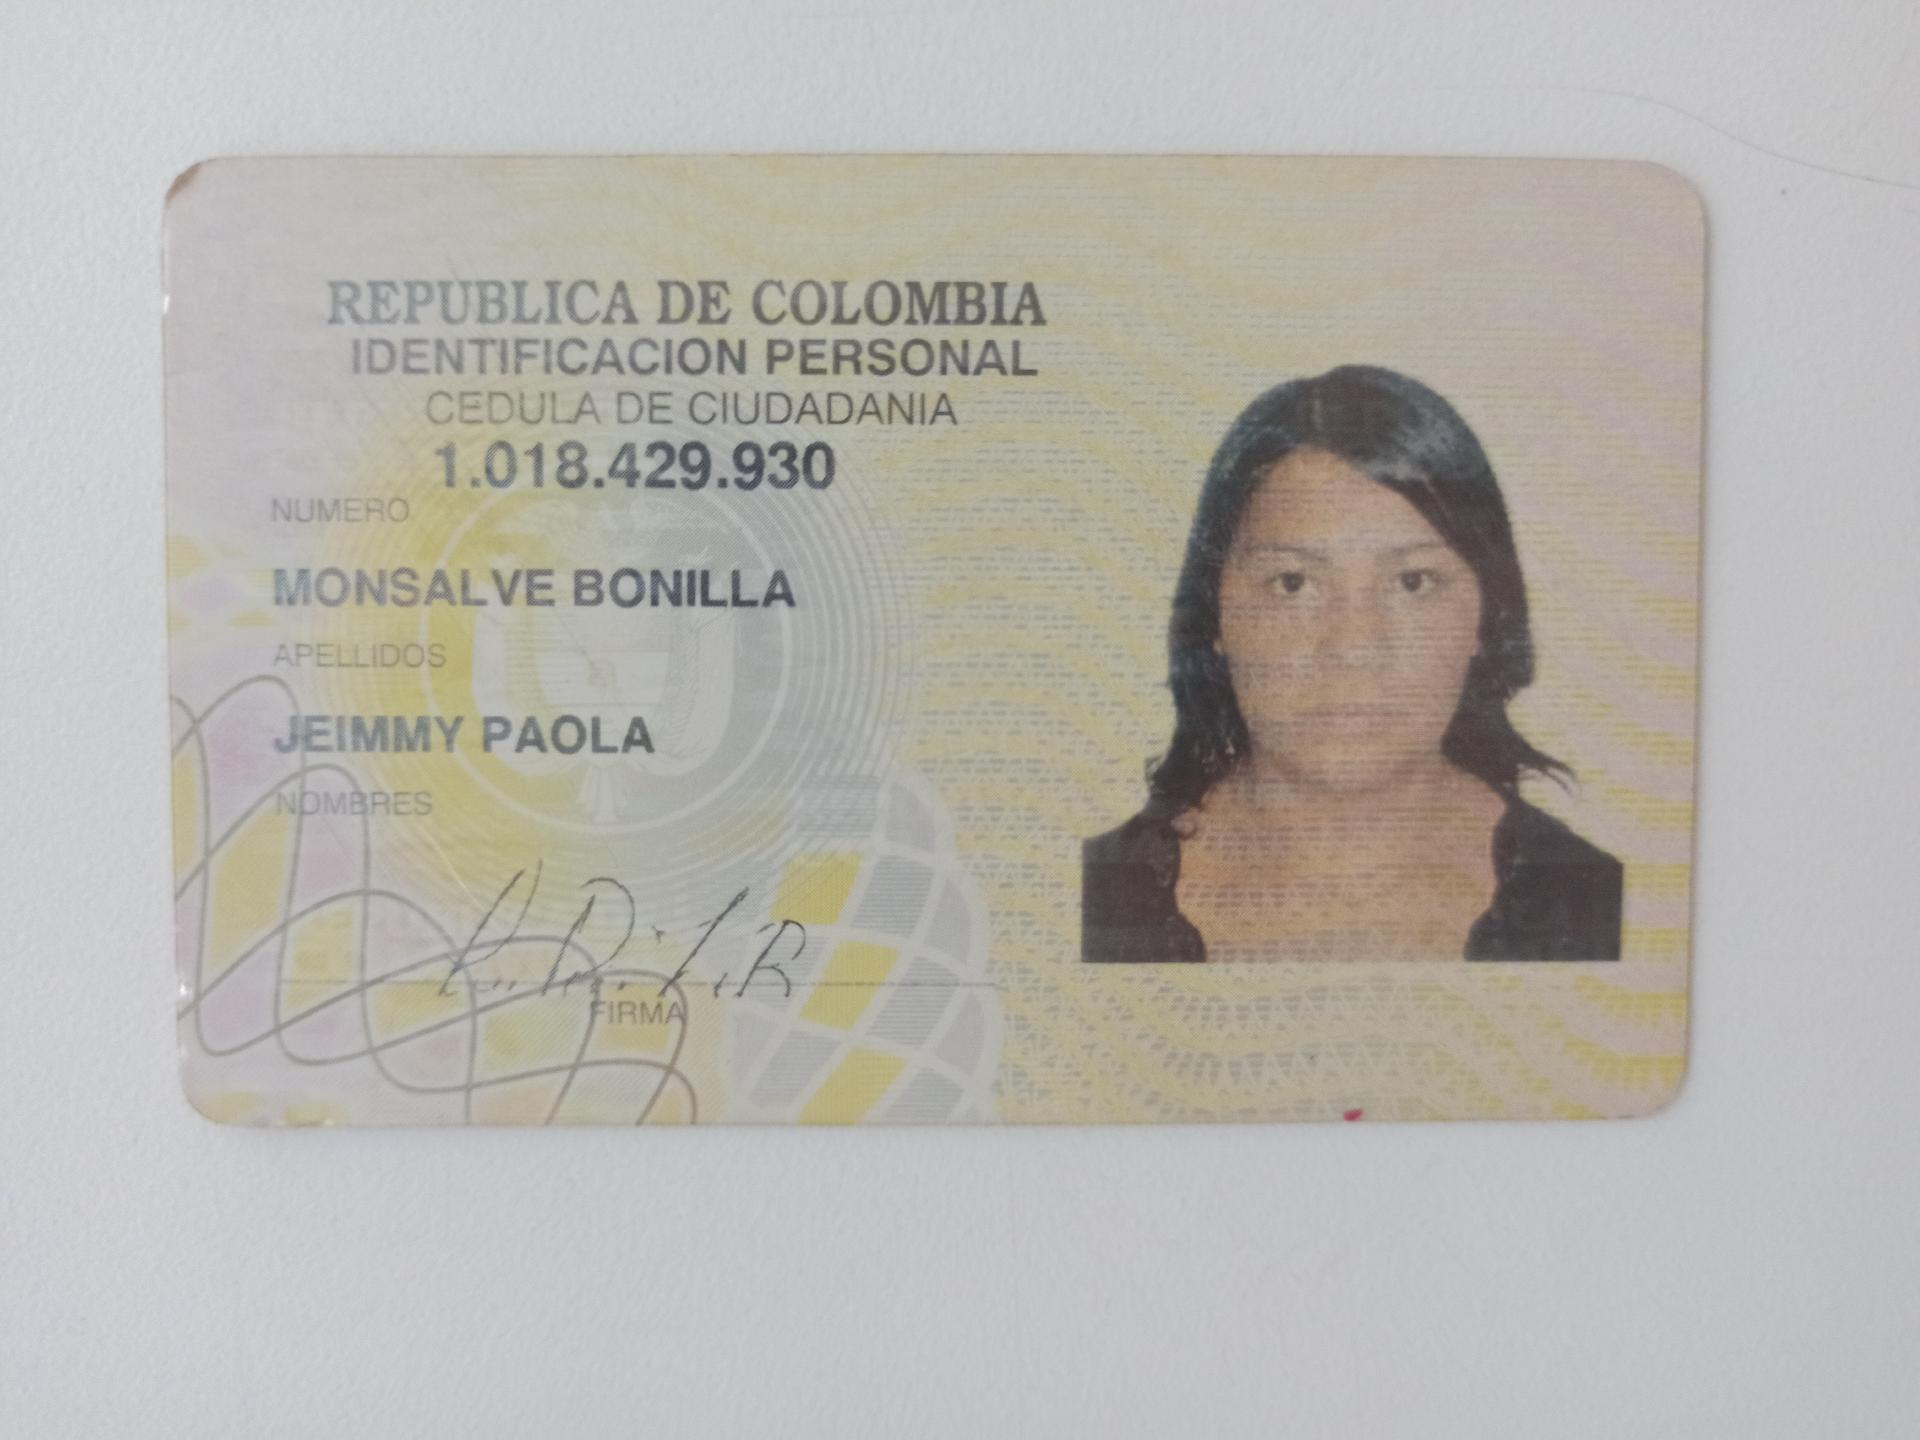 REPUBLICA DE COLOMBIA
IDENTIFICACION PERSONAL
CEDULA DE CIUDADANIA
1.018.429.930
NUMERO
MONSALVE BONILLA
APELLIDOS
JEIMMY PAOLA
NOMBRES
FIRMA